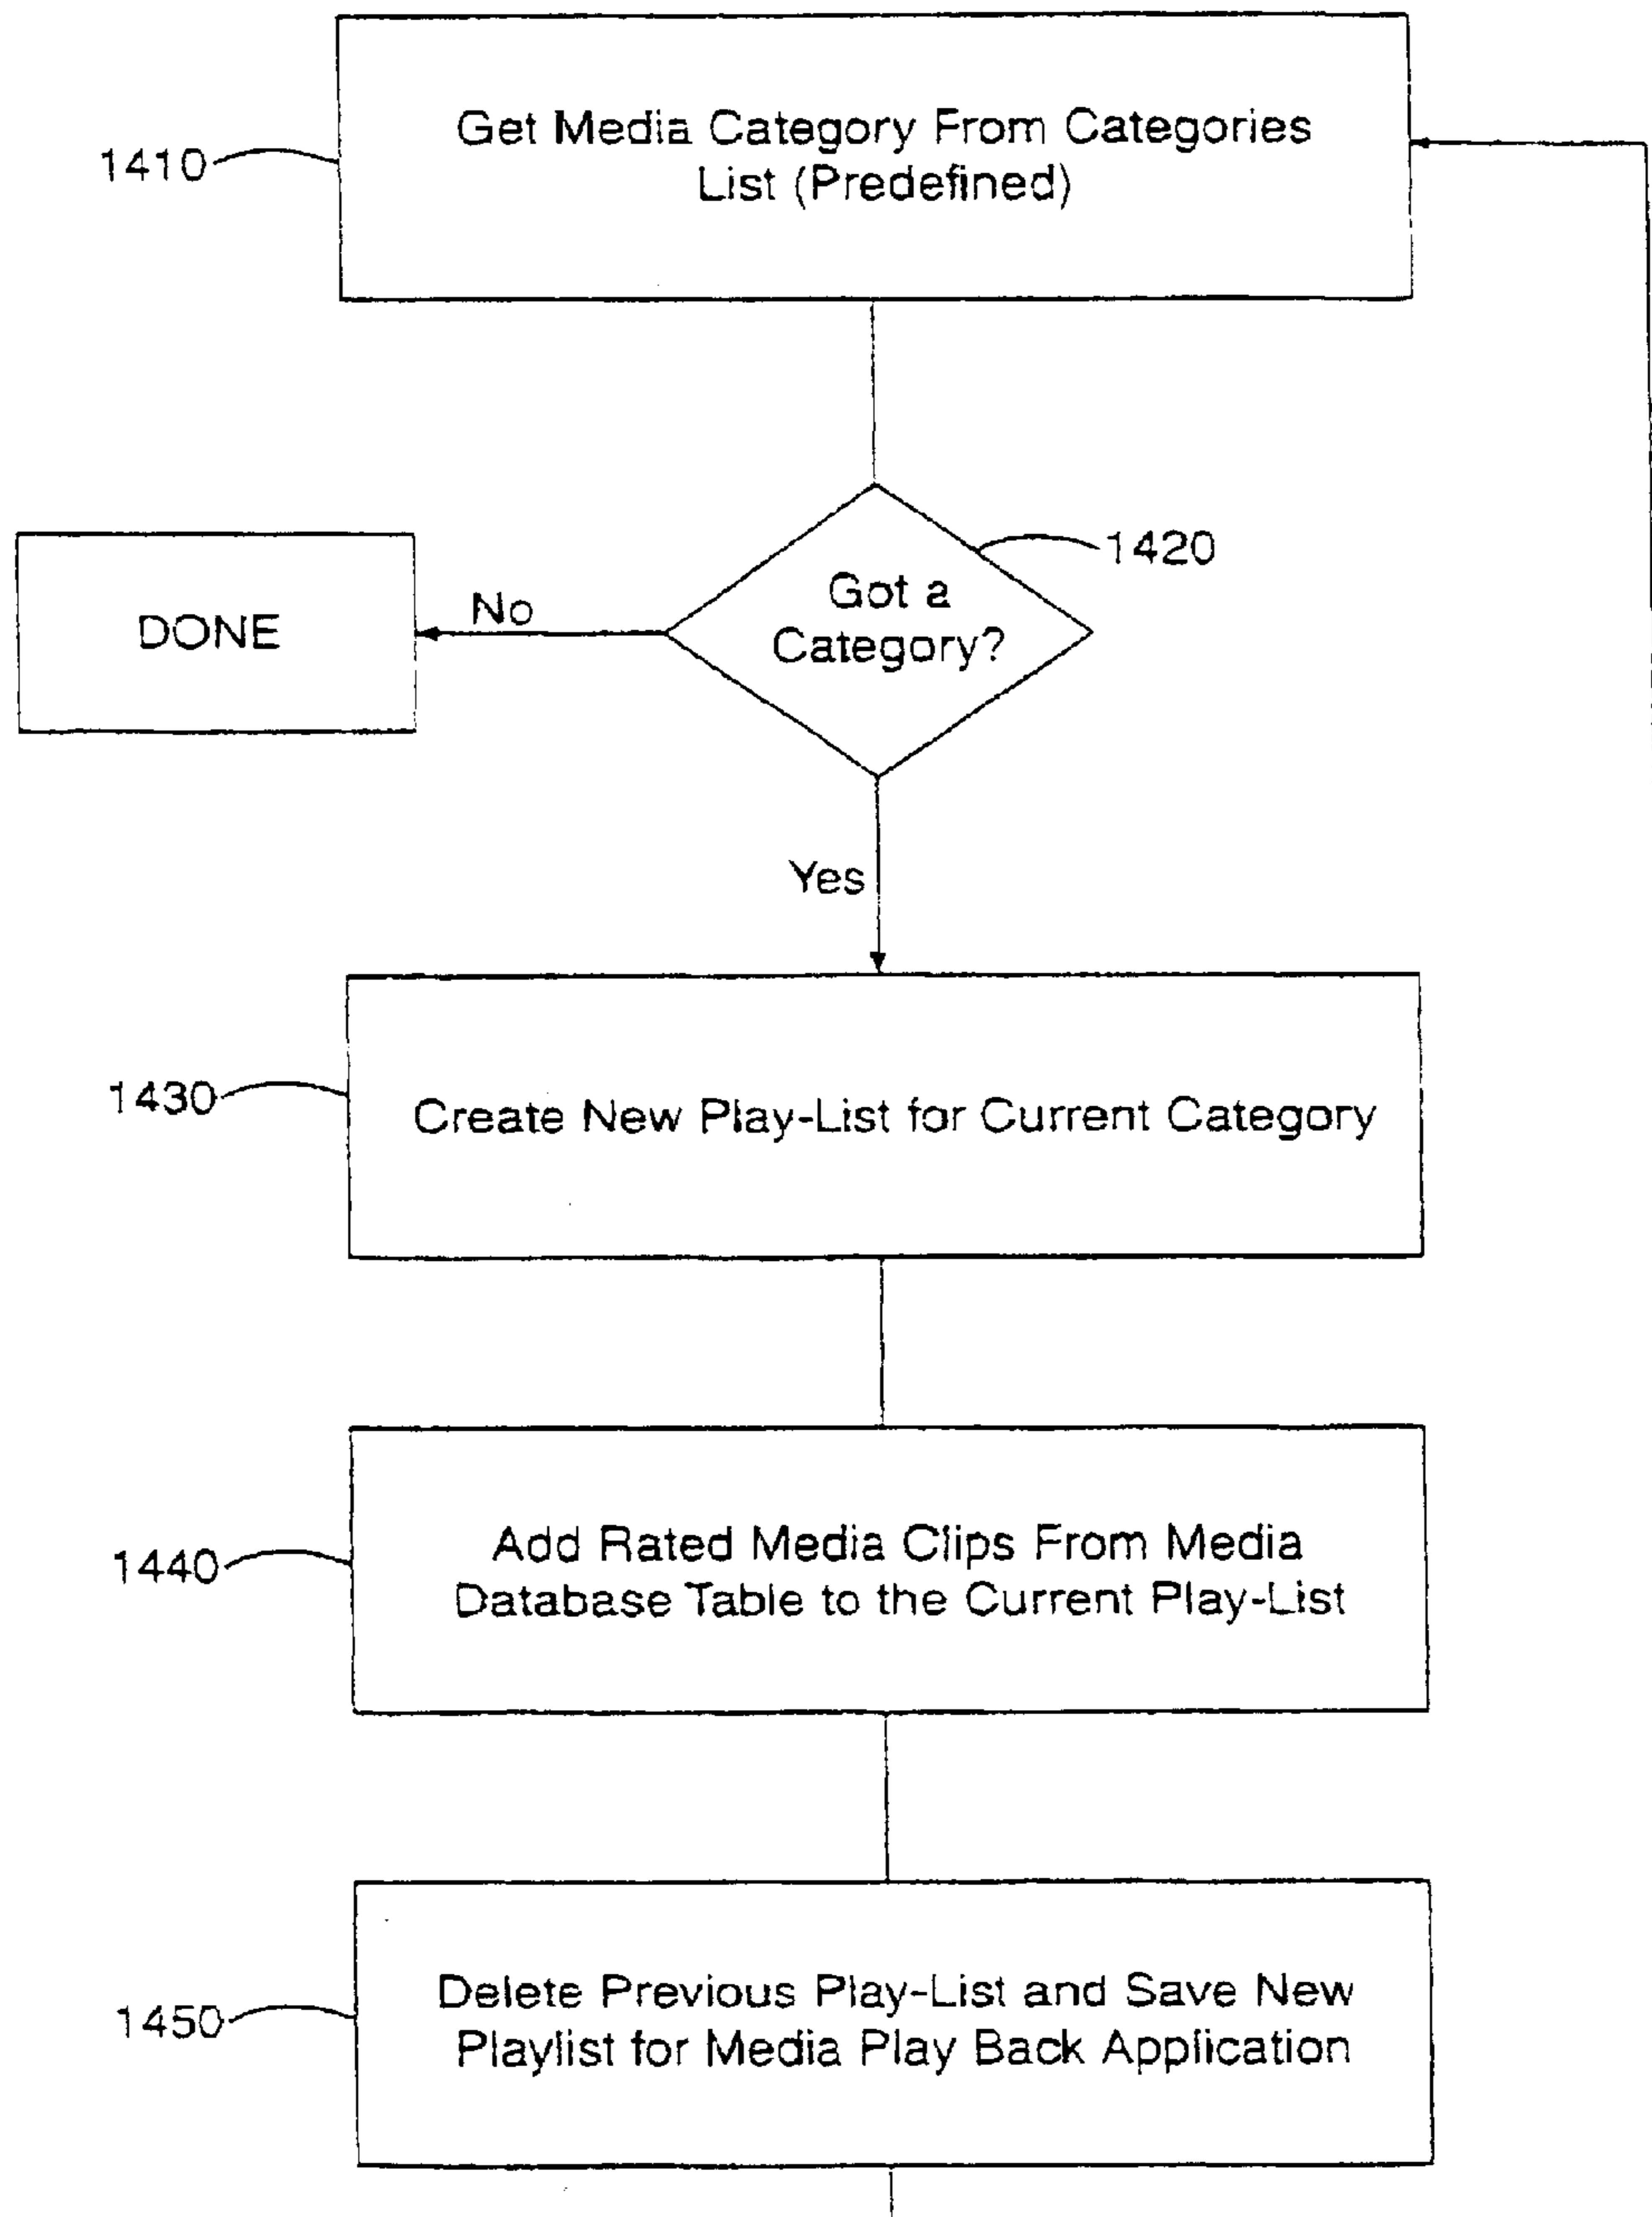 1410
Get Media Category From Categories
List (Predefined)
1420
Got a
Category?
No
DONE
Yes
1430
Create New Play-List for Current Category
1440
Add Rated Media Clips From Media
Database Table to the Current Play-List
1450
Delete Previous Play-List and Save New
Playlist for Media Play Back Application